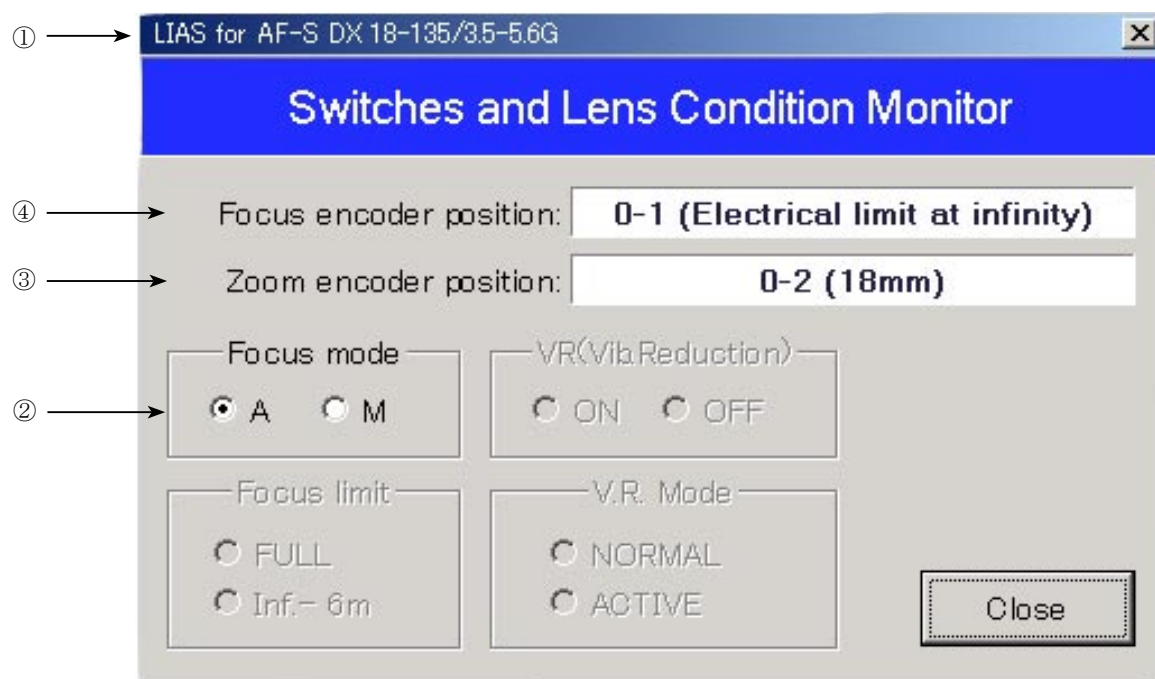 ① LIAS for AF-S DX 18-135/3.5-5.6G
Switches and Lens Condition Monitor
④ Focus encoder position: 0-1 (Electrical limit at infinity)
③ Zoom encoder position: 0-2 (18mm)
Focus mode
② A M
VR(Vib.Reduction)
ON OFF
Focus limit
FULL
Inf.- 6m
V.R. Mode
NORMAL
ACTIVE
Close